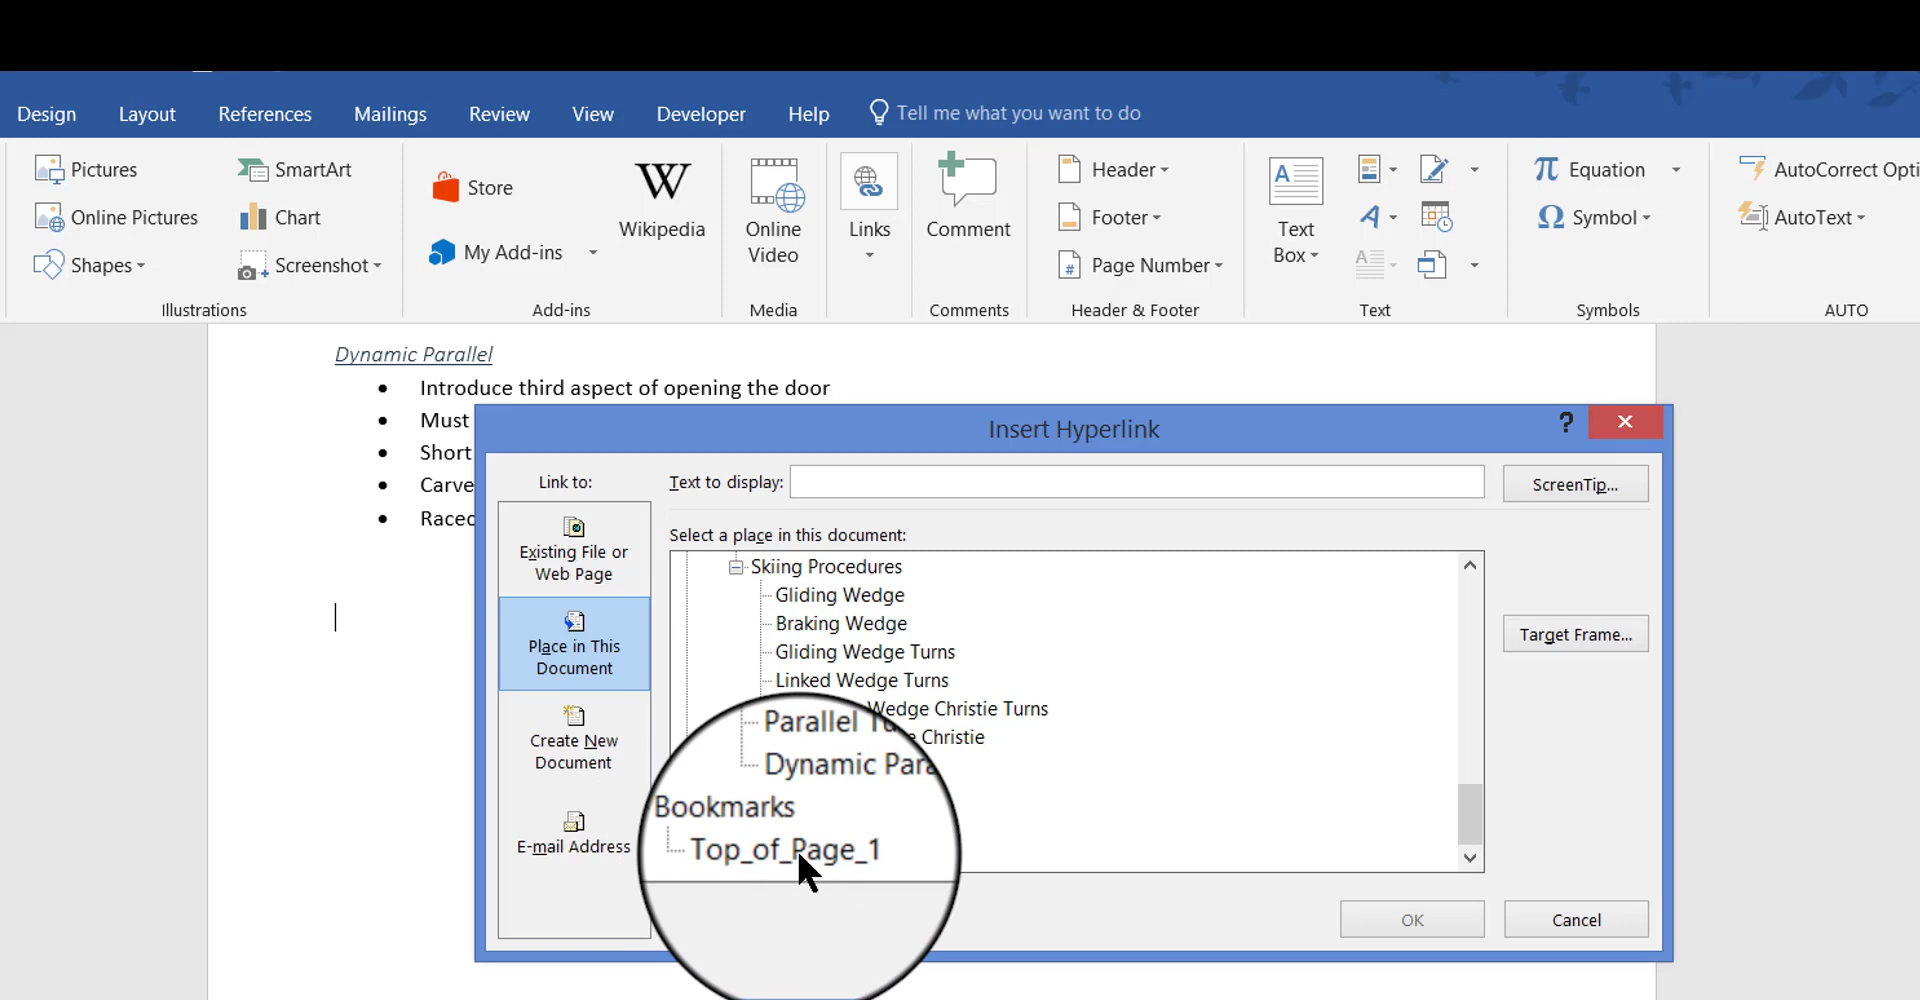 Design Layout References Mailings Review View Developer Help Tell me what you want to do
Pictures
Online Pictures
Shapes
SmartArt
Chart
Screenshot
Illustrations
Store
My Add-ins
W
Wikipedia
Add-ins
Online
Video
Media
Links
Comment
Comments
Header
Footer
# Page Number
Header & Footer
A
Text
Box
A
A
Text
π Equation
Ω Symbol
Symbols
AutoCorrect Opti
AutoText
AUTO
Dynamic Parallel
• Introduce third aspect of opening the door
• Must
• Short
• Carve
• Racec
Insert Hyperlink
?
Link to:
Existing File or
Web Page
Place in This
Document
Create New
Document
E-mail Address
Text to display:
ScreenTip...
Select a place in this document:
Skiing Procedures
Gliding Wedge
Braking Wedge
Gliding Wedge Turns
Linked Wedge Turns
Wedge Christie Turns
Christie
Parallel Tu
Dynamic Para
Bookmarks
Top_of_Page_1
Target Frame...
OK
Cancel